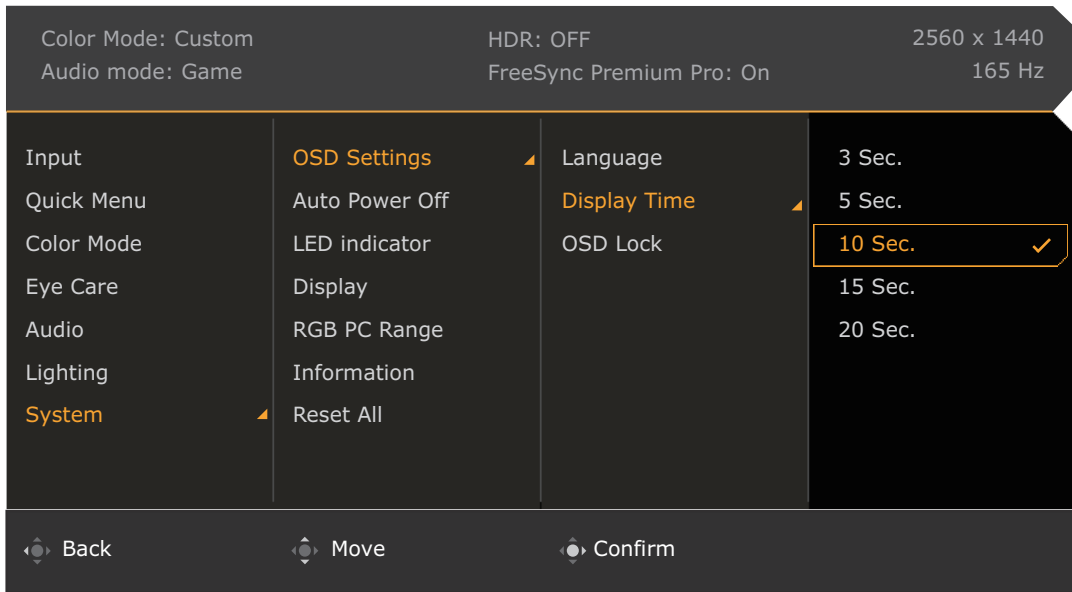 Color Mode: Custom
HDR: OFF
2560 x 1440
Audio mode: Game
FreeSync Premium Pro: On
165 Hz
Input
Quick Menu
Color Mode
Eye Care
Audio
Lighting
System
OSD Settings
Auto Power Off
LED indicator
Display
RGB PC Range
Information
Reset All
Language
Display Time
OSD Lock
3 Sec.
5 Sec.
10 Sec.
15 Sec.
20 Sec.
Back
Move
Confirm